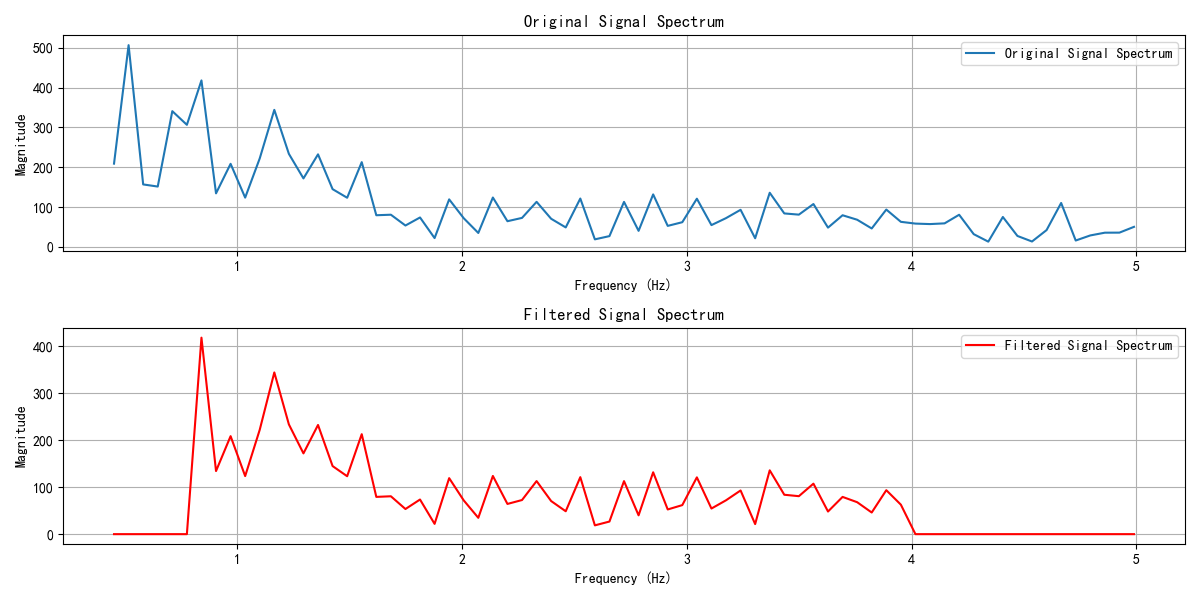 Original Signal Spectrum
Original Signal Spectrum
Magnitude
500
400
300
200
100
0
1 2 3 4 5
Frequency (Hz)
Filtered Signal Spectrum
Filtered Signal Spectrum
Magnitude
400
300
200
100
0
1 2 3 4 5
Frequency (Hz)